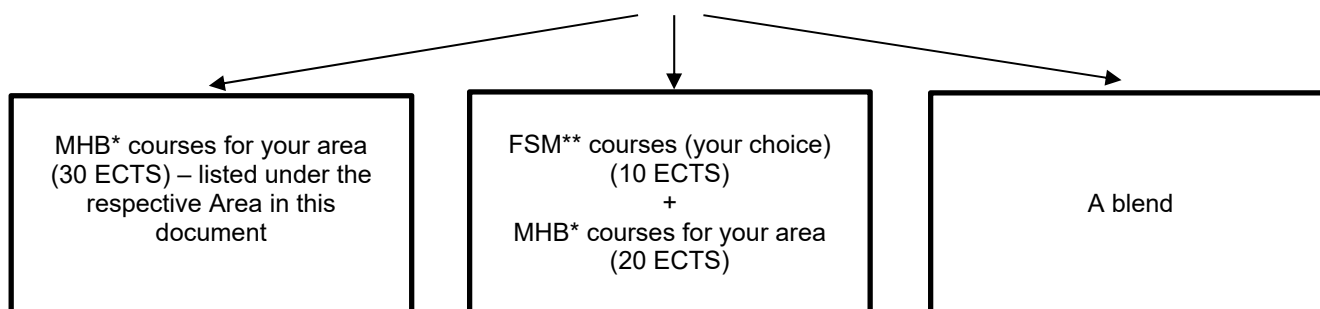 MHB* courses for your area
(30 ECTS) – listed under the
respective Area in this
document
FSM** courses (your choice)
(10 ECTS)
+
MHB* courses for your area
(20 ECTS)
A blend